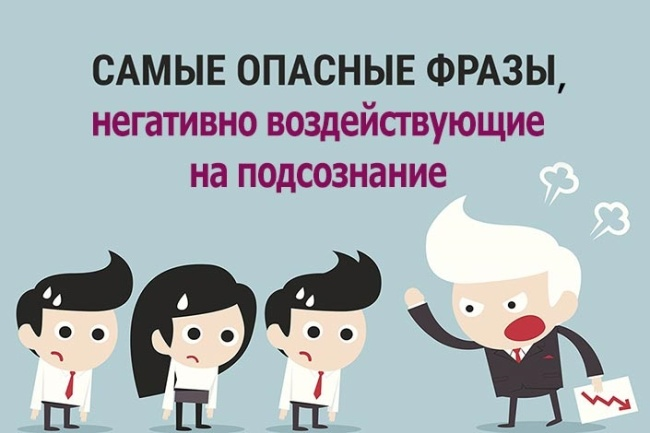 САМЫЕ ОПАСНЫЕ ФРАЗЫ,
негативно воздействующие
на подсознание